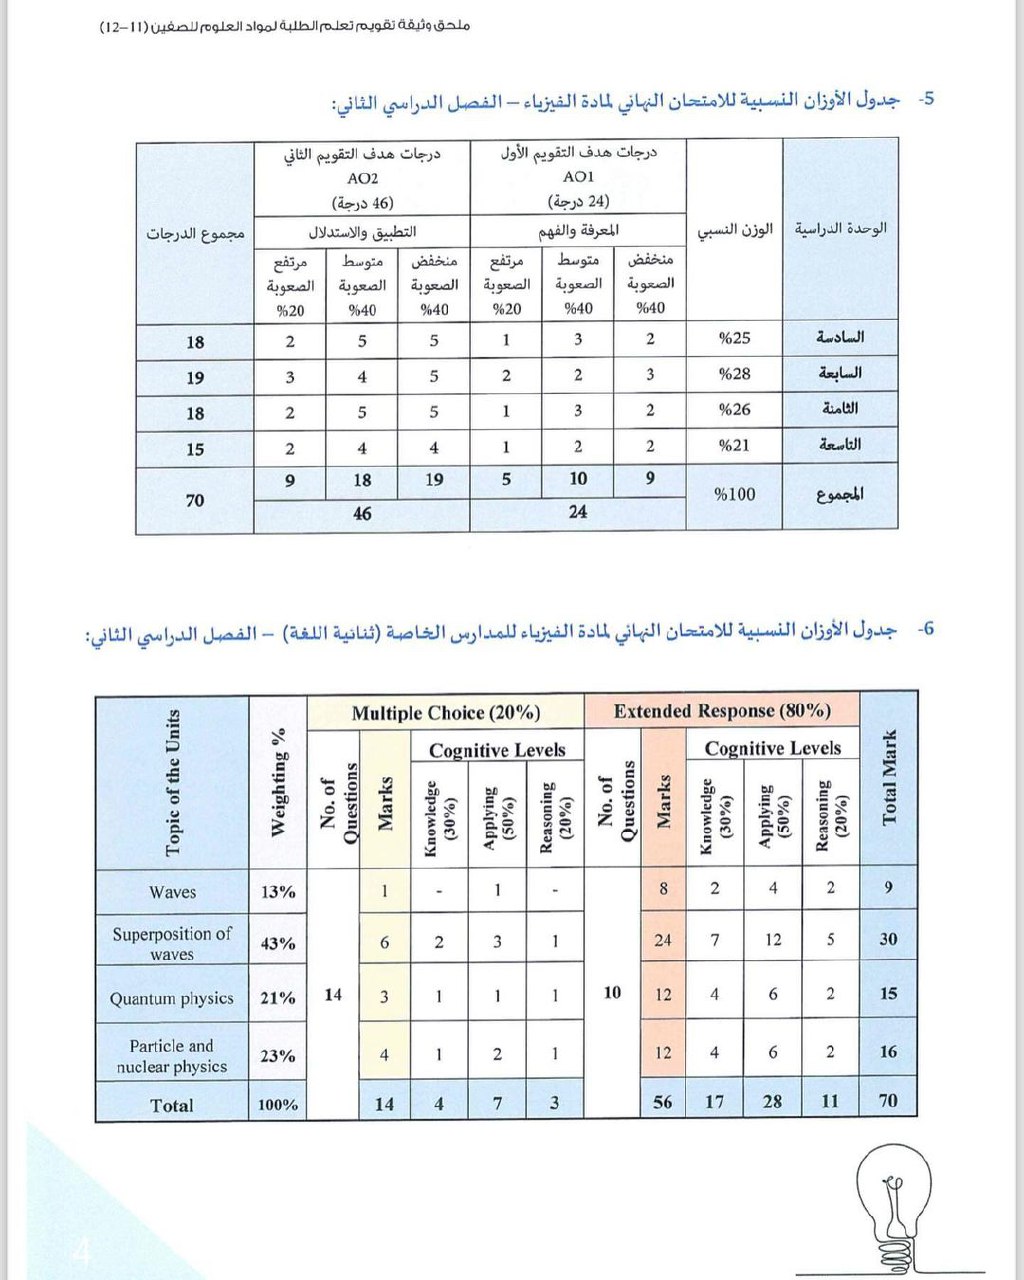 ملحق وثيقة تقويم تعلم الطلبة لمواد العلوم للصفين (11–12)
5- جدول الأوزان النسبية للامتحان النهائي لمادة الفيزياء – الفصل الدراسي الثاني:
الوحدة الدراسية | الوزن النسبي | درجات هدف التقويم الأول AO1 (24 درجة) | درجات هدف التقويم الثاني AO2 (46 درجة) | مجموع الدرجات
المعرفة والفهم | التطبيق والاستدلال
منخفض الصعوبة %40 | متوسط الصعوبة %40 | مرتفع الصعوبة %20 | منخفض الصعوبة %40 | متوسط الصعوبة %40 | مرتفع الصعوبة %20
السادسة | %25 | 2 | 3 | 1 | 5 | 5 | 2 | 18
السابعة | %28 | 3 | 2 | 2 | 5 | 4 | 3 | 19
الثامنة | %26 | 2 | 3 | 1 | 5 | 5 | 2 | 18
التاسعة | %21 | 2 | 2 | 1 | 4 | 4 | 2 | 15
المجموع | %100 | 9 | 10 | 5 | 19 | 18 | 9 | 70
24 | 46
6- جدول الأوزان النسبية للامتحان النهائي لمادة الفيزياء للمدارس الخاصة (ثنائية اللغة) – الفصل الدراسي الثاني:
Topic of the Units | Weighting % | Multiple Choice (20%) | Extended Response (80%) | Total Mark
No. of Questions | Marks | Cognitive Levels | No. of Questions | Marks | Cognitive Levels
Knowledge (30%) | Applying (50%) | Reasoning (20%) | Knowledge (30%) | Applying (50%) | Reasoning (20%)
Waves | 13% | 1 | - | 1 | - | 8 | 2 | 4 | 2 | 9
Superposition of waves | 43% | 6 | 2 | 3 | 1 | 24 | 7 | 12 | 5 | 30
Quantum physics | 21% | 14 | 3 | 1 | 1 | 1 | 10 | 12 | 4 | 6 | 2 | 15
Particle and nuclear physics | 23% | 4 | 1 | 2 | 1 | 12 | 4 | 6 | 2 | 16
Total | 100% | 14 | 4 | 7 | 3 | 56 | 17 | 28 | 11 | 70
4